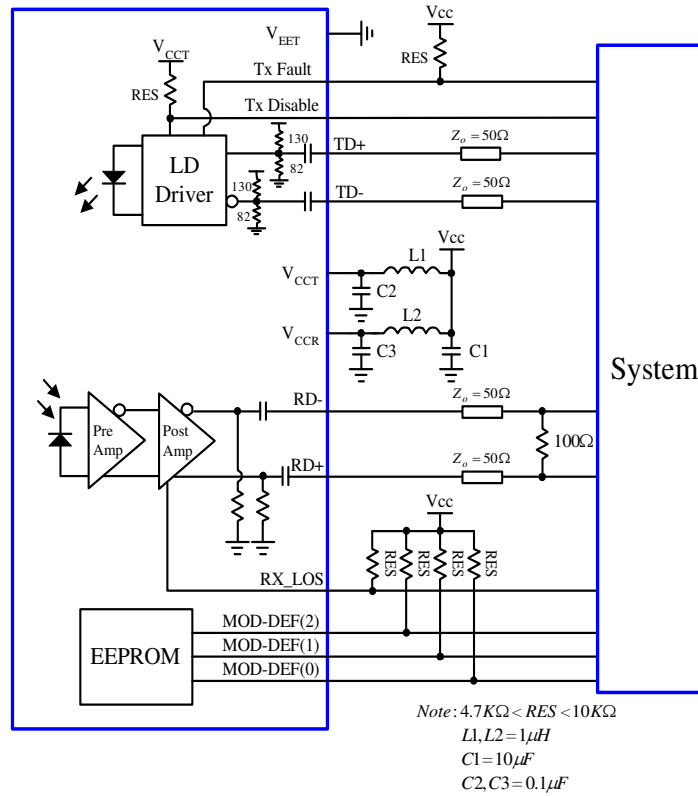 Vcc
V_EET
V_CCT
Tx Fault
RES
RES
Tx Disable
130
Z_o = 50Ω
TD+
LD
Driver
82
130
Z_o = 50Ω
TD-
82
Vcc
L1
V_CCT
C2
L2
V_CCR
C3
C1
System
RD-
Z_o = 50Ω
Pre
Amp
Post
Amp
100Ω
RD+
Z_o = 50Ω
Vcc
RES
RES
RES
RES
RX_LOS
MOD-DEF(2)
EEPROM
MOD-DEF(1)
MOD-DEF(0)
Note: 4.7KΩ < RES < 10KΩ
L1, L2 = 1μH
C1 = 10μF
C2, C3 = 0.1μF